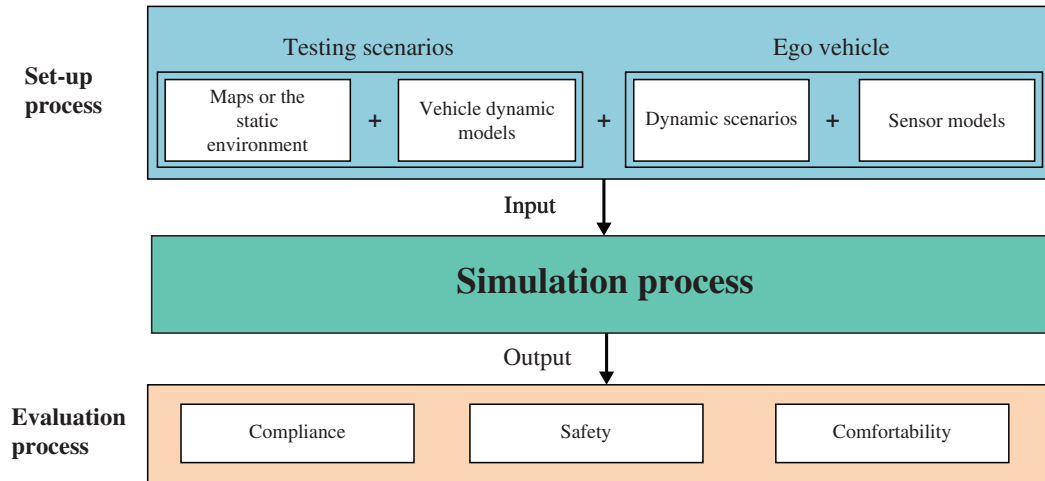 Testing scenarios
Ego vehicle
Set-up
process
Maps or the
static
environment
+
Vehicle dynamic
models
+
Dynamic scenarios
+
Sensor models
Input
Simulation process
Output
Evaluation
process
Compliance
Safety
Comfortability